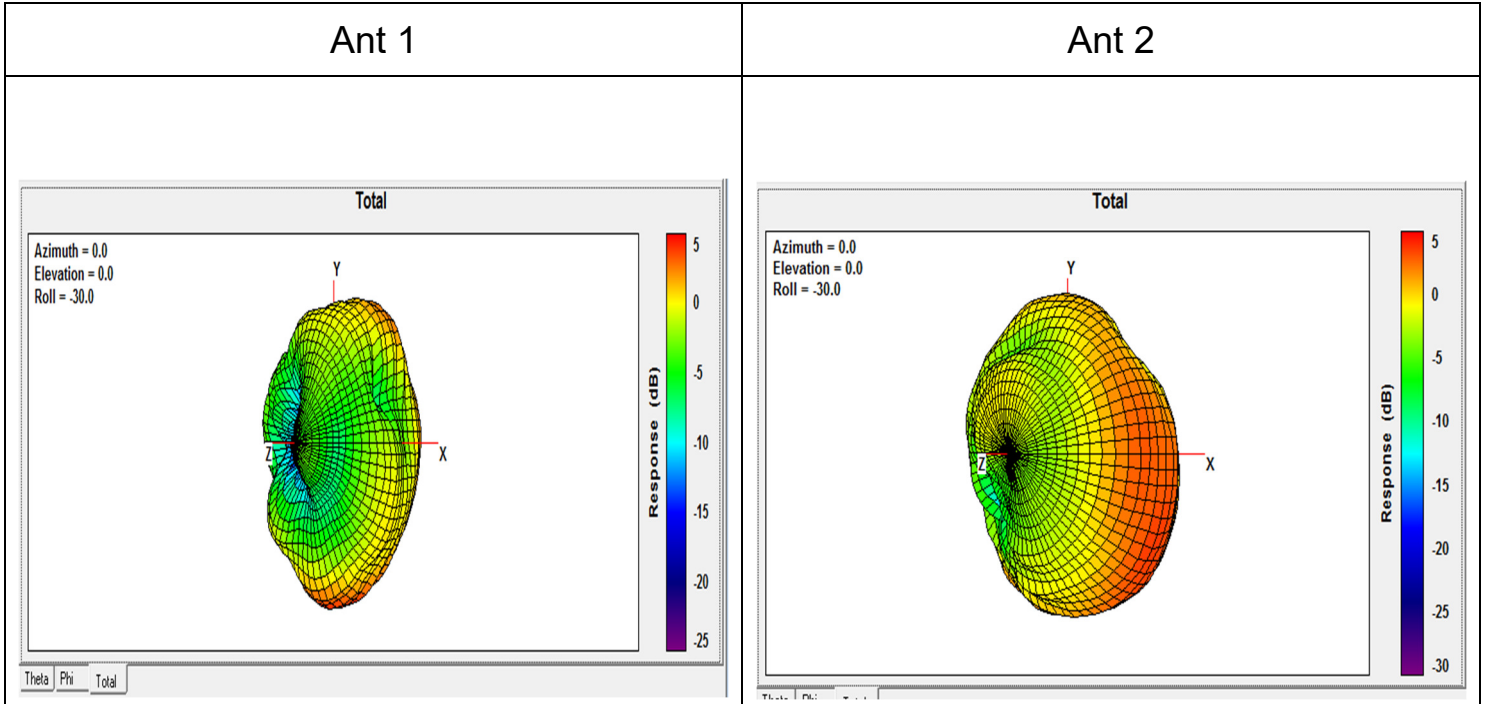 Ant 1
Ant 2
Total
Azimuth = 0.0
Elevation = 0.0
Roll = -30.0
Y
Z
X
5
0
-5
-10
-15
-20
-25
Response (dB)
Theta Phi Total
Total
Azimuth = 0.0
Elevation = 0.0
Roll = -30.0
Y
Z
X
5
0
-5
-10
-15
-20
-25
-30
Response (dB)